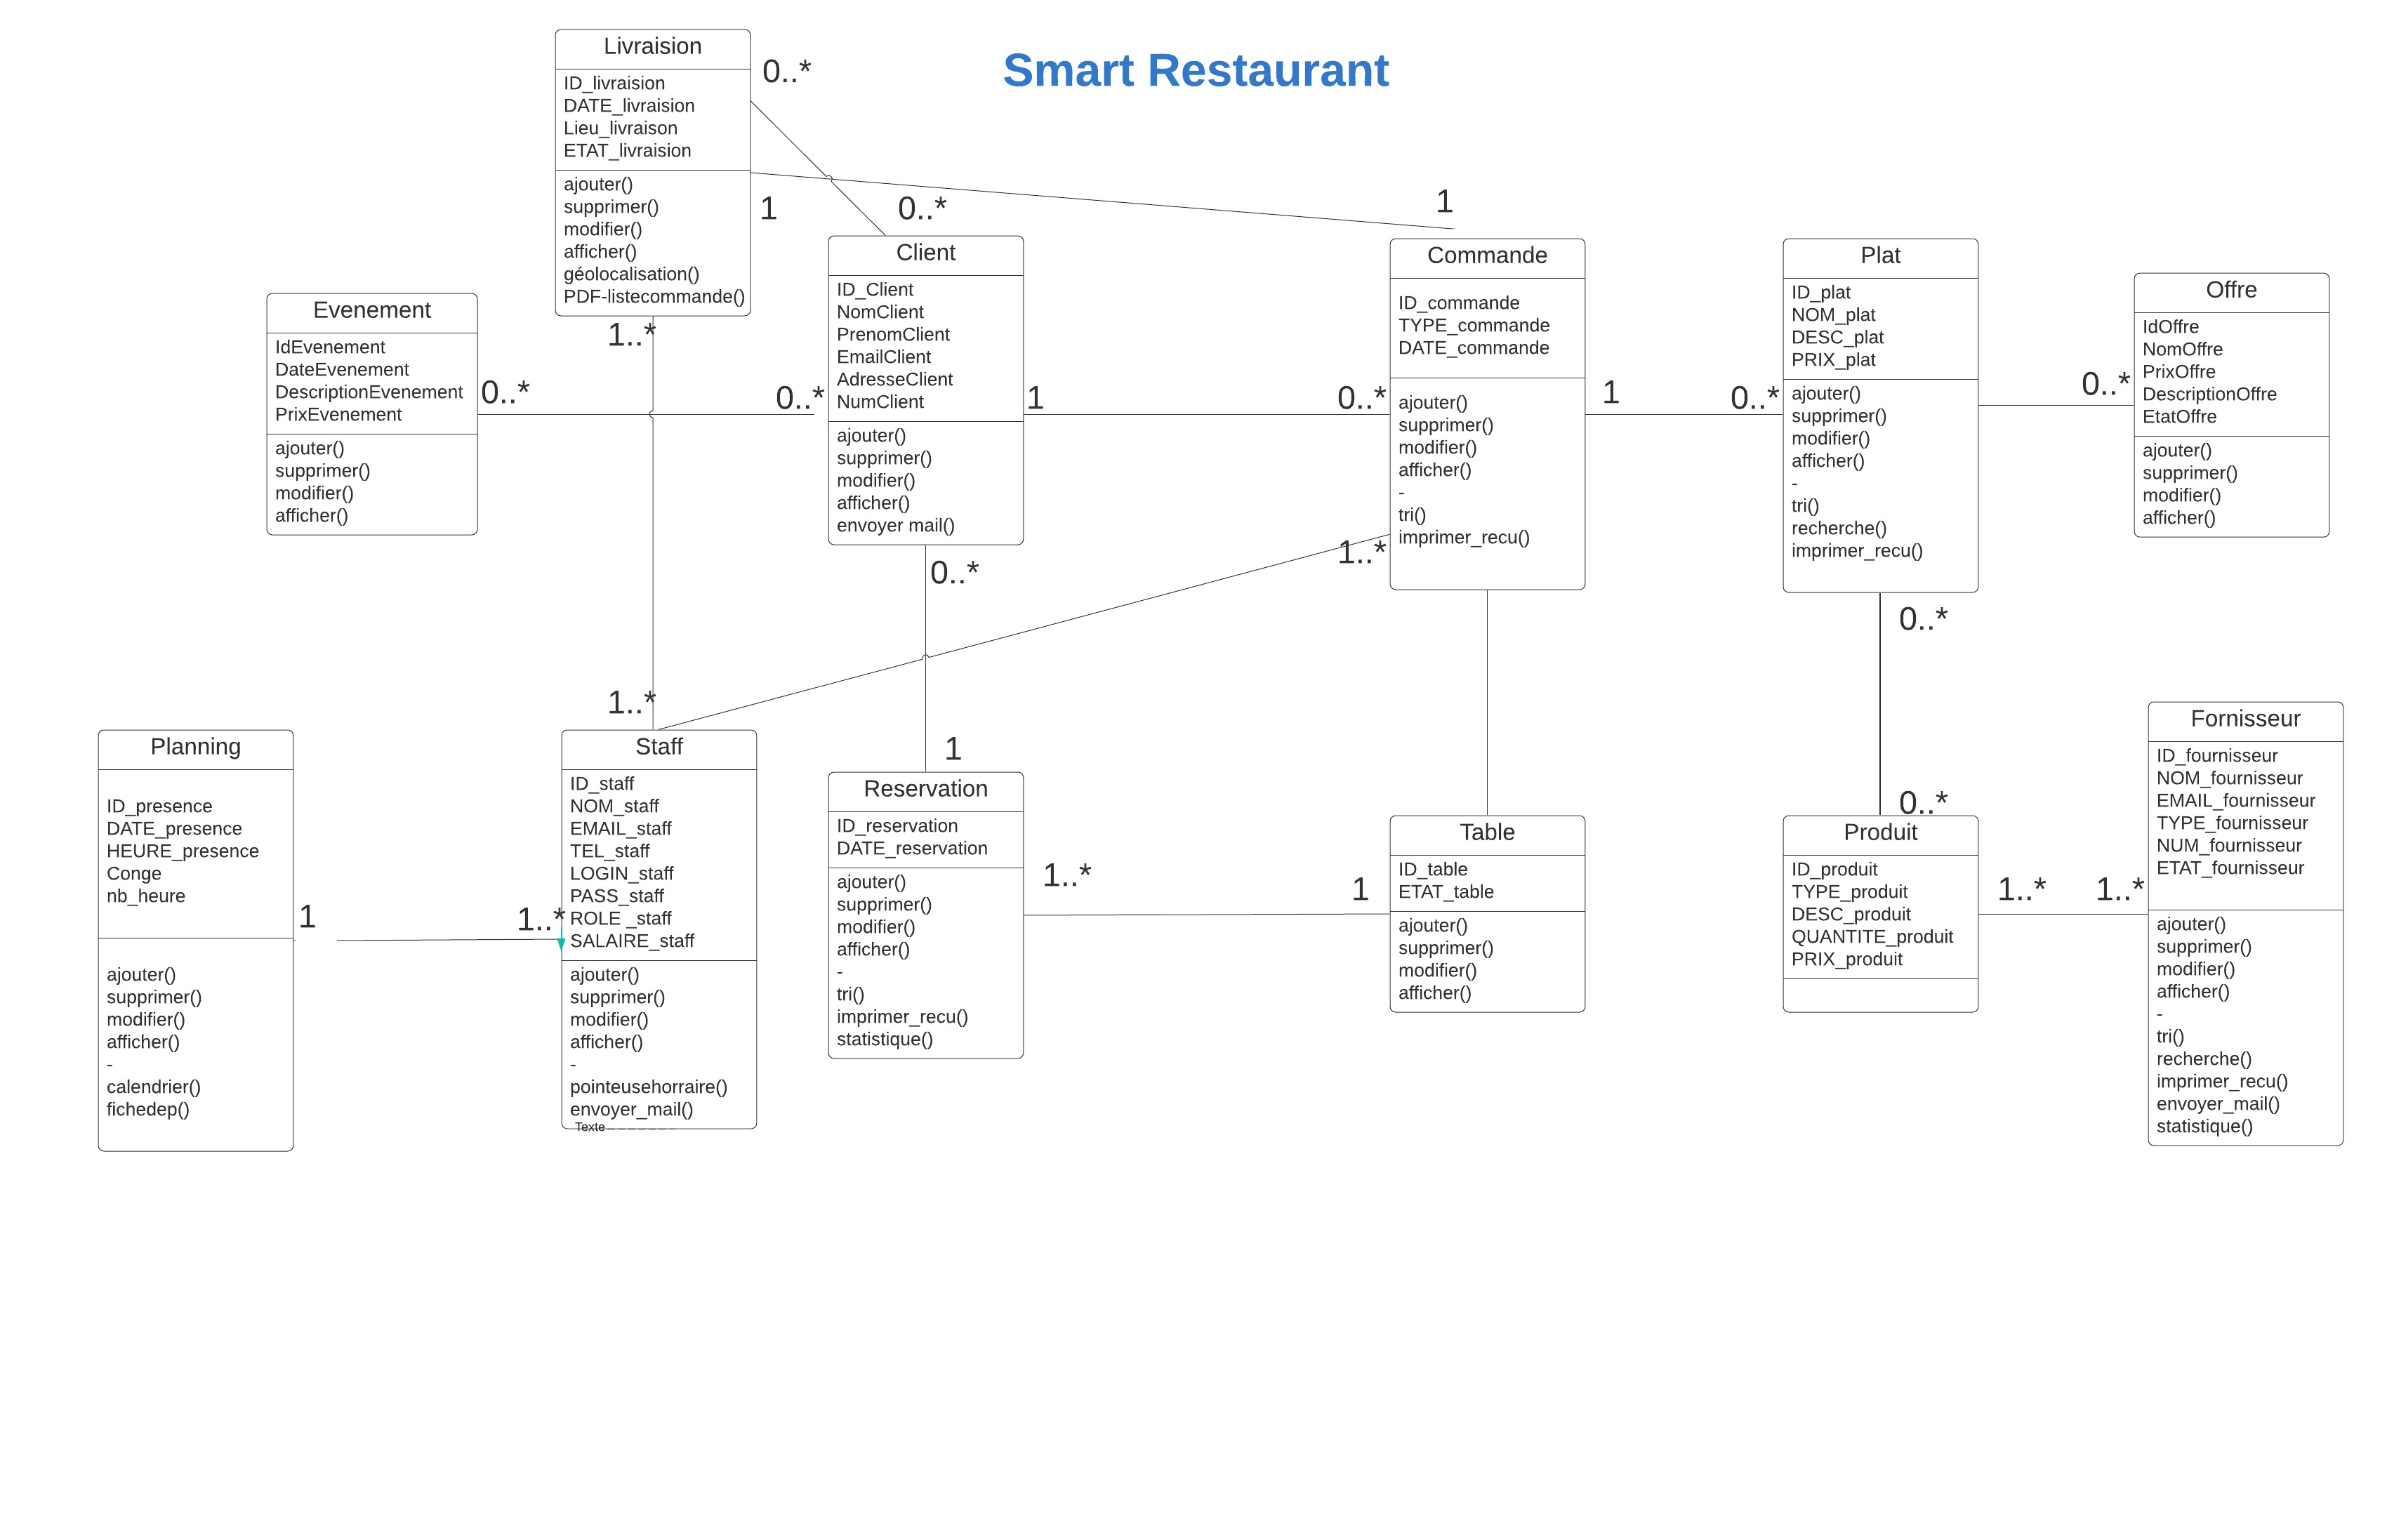 Smart Restaurant
Livraision
ID_livraision
DATE_livraision
Lieu_livraison
ETAT_livraision
ajouter()
supprimer()
modifier()
afficher()
géolocalisation()
PDF-listecommande()
0..*
1
1..*
0..*
1
Evenement
IdEvenement
DateEvenement
DescriptionEvenement
PrixEvenement
ajouter()
supprimer()
modifier()
afficher()
0..*
0..*
Client
ID_Client
NomClient
PrenomClient
EmailClient
AdresseClient
NumClient
ajouter()
supprimer()
modifier()
afficher()
envoyer mail()
1
0..*
0..*
Commande
ID_commande
TYPE_commande
DATE_commande
ajouter()
supprimer()
modifier()
afficher()
-
tri()
imprimer_recu()
1..*
1
0..*
Plat
ID_plat
NOM_plat
DESC_plat
PRIX_plat
ajouter()
supprimer()
modifier()
afficher()
-
tri()
recherche()
imprimer_recu()
0..*
0..*
Offre
IdOffre
NomOffre
PrixOffre
DescriptionOffre
EtatOffre
ajouter()
supprimer()
modifier()
afficher()
Planning
ID_presence
DATE_presence
HEURE_presence
Conge
nb_heure
ajouter()
supprimer()
modifier()
afficher()
-
calendrier()
fichedep()
1
1..*
1..*
Staff
ID_staff
NOM_staff
EMAIL_staff
TEL_staff
LOGIN_staff
PASS_staff
ROLE _staff
SALAIRE_staff
ajouter()
supprimer()
modifier()
afficher()
-
pointeusehorraire()
envoyer_mail()
Texte
1
Reservation
ID_reservation
DATE_reservation
ajouter()
supprimer()
modifier()
afficher()
-
tri()
imprimer_recu()
statistique()
1..*
1
Table
ID_table
ETAT_table
ajouter()
supprimer()
modifier()
afficher()
0..*
Produit
ID_produit
TYPE_produit
DESC_produit
QUANTITE_produit
PRIX_produit
1..*
1..*
Fornisseur
ID_fournisseur
NOM_fournisseur
EMAIL_fournisseur
TYPE_fournisseur
NUM_fournisseur
ETAT_fournisseur
ajouter()
supprimer()
modifier()
afficher()
-
tri()
recherche()
imprimer_recu()
envoyer_mail()
statistique()